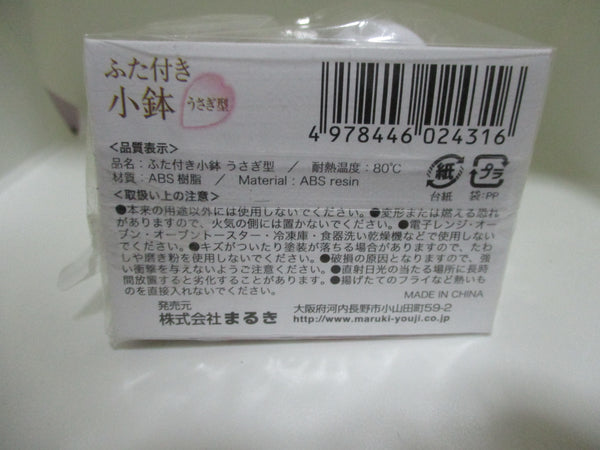 ふた付き
小鉢
うさぎ型
4 978446 024316
<品質表示>
品名：ふた付き小鉢 うさぎ型 ／ 耐熱温度：80℃
材質：ABS樹脂 ／ Material：ABS resin
紙
台紙
プラ
袋：PP
<取扱い上の注意>
●本来の用途以外には使用しないでください。●変形または燃える恐れ
がありますので、火気の側には置かないでください。●電子レンジ・オー
ブン・オーブントースター・冷凍庫・食器洗い乾燥機などで使用しない
でください。●キズがついたり塗装が落ちる場合がありますので、たわ
しや磨き粉を使用しないでください。●破損の原因となりますので、強
い衝撃を与えないようご注意ください。●直射日光の当たる場所に長時
間放置すると劣化することがあります。●揚げたてのフライなど熱いも
のを直接入れないでください。
MADE IN CHINA
発売元
株式会社 まるき
大阪府河内長野市小山田町59-2
http://www.maruki-youji.co.jp